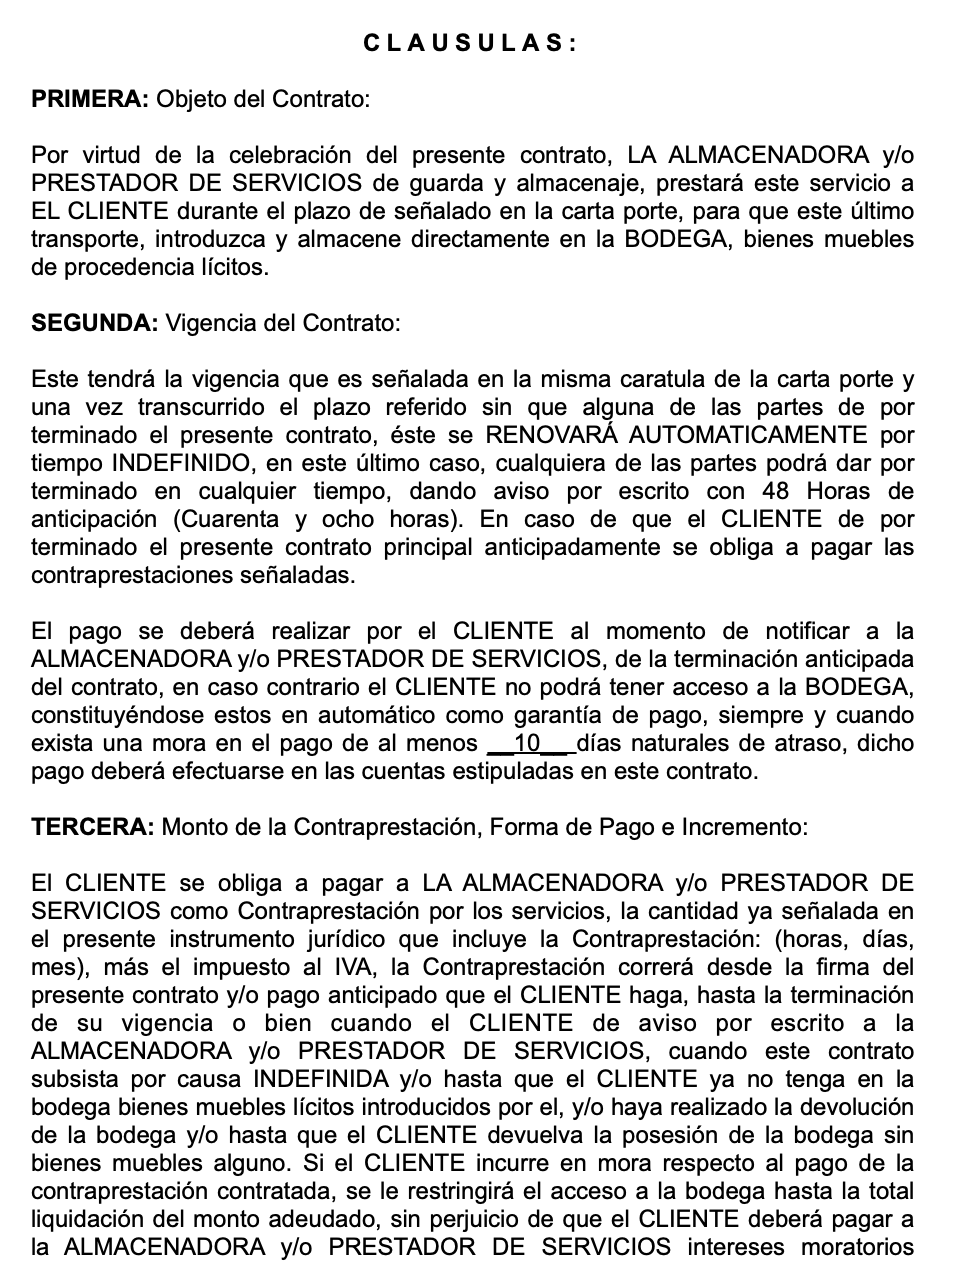 C L A U S U L A S :
PRIMERA: Objeto del Contrato:
Por virtud de la celebración del presente contrato, LA ALMACENADORA y/o
PRESTADOR DE SERVICIOS de guarda y almacenaje, prestará este servicio a
EL CLIENTE durante el plazo de señalado en la carta porte, para que este último
transporte, introduzca y almacene directamente en la BODEGA, bienes muebles
de procedencia lícitos.
SEGUNDA: Vigencia del Contrato:
Este tendrá la vigencia que es señalada en la misma caratula de la carta porte y
una vez transcurrido el plazo referido sin que alguna de las partes de por
terminado el presente contrato, éste se RENOVARÁ AUTOMATICAMENTE por
tiempo INDEFINIDO, en este último caso, cualquiera de las partes podrá dar por
terminado en cualquier tiempo, dando aviso por escrito con 48 Horas de
anticipación (Cuarenta y ocho horas). En caso de que el CLIENTE de por
terminado el presente contrato principal anticipadamente se obliga a pagar las
contraprestaciones señaladas.
El pago se deberá realizar por el CLIENTE al momento de notificar a la
ALMACENADORA y/o PRESTADOR DE SERVICIOS, de la terminación anticipada
del contrato, en caso contrario el CLIENTE no podrá tener acceso a la BODEGA,
constituyéndose estos en automático como garantía de pago, siempre y cuando
exista una mora en el pago de al menos __10___días naturales de atraso, dicho
pago deberá efectuarse en las cuentas estipuladas en este contrato.
TERCERA: Monto de la Contraprestación, Forma de Pago e Incremento:
El CLIENTE se obliga a pagar a LA ALMACENADORA y/o PRESTADOR DE
SERVICIOS como Contraprestación por los servicios, la cantidad ya señalada en
el presente instrumento jurídico que incluye la Contraprestación: (horas, días,
mes), más el impuesto al IVA, la Contraprestación correrá desde la firma del
presente contrato y/o pago anticipado que el CLIENTE haga, hasta la terminación
de su vigencia o bien cuando el CLIENTE de aviso por escrito a la
ALMACENADORA y/o PRESTADOR DE SERVICIOS, cuando este contrato
subsista por causa INDEFINIDA y/o hasta que el CLIENTE ya no tenga en la
bodega bienes muebles lícitos introducidos por el, y/o haya realizado la devolución
de la bodega y/o hasta que el CLIENTE devuelva la posesión de la bodega sin
bienes muebles alguno. Si el CLIENTE incurre en mora respecto al pago de la
contraprestación contratada, se le restringirá el acceso a la bodega hasta la total
liquidación del monto adeudado, sin perjuicio de que el CLIENTE deberá pagar a
la ALMACENADORA y/o PRESTADOR DE SERVICIOS intereses moratorios